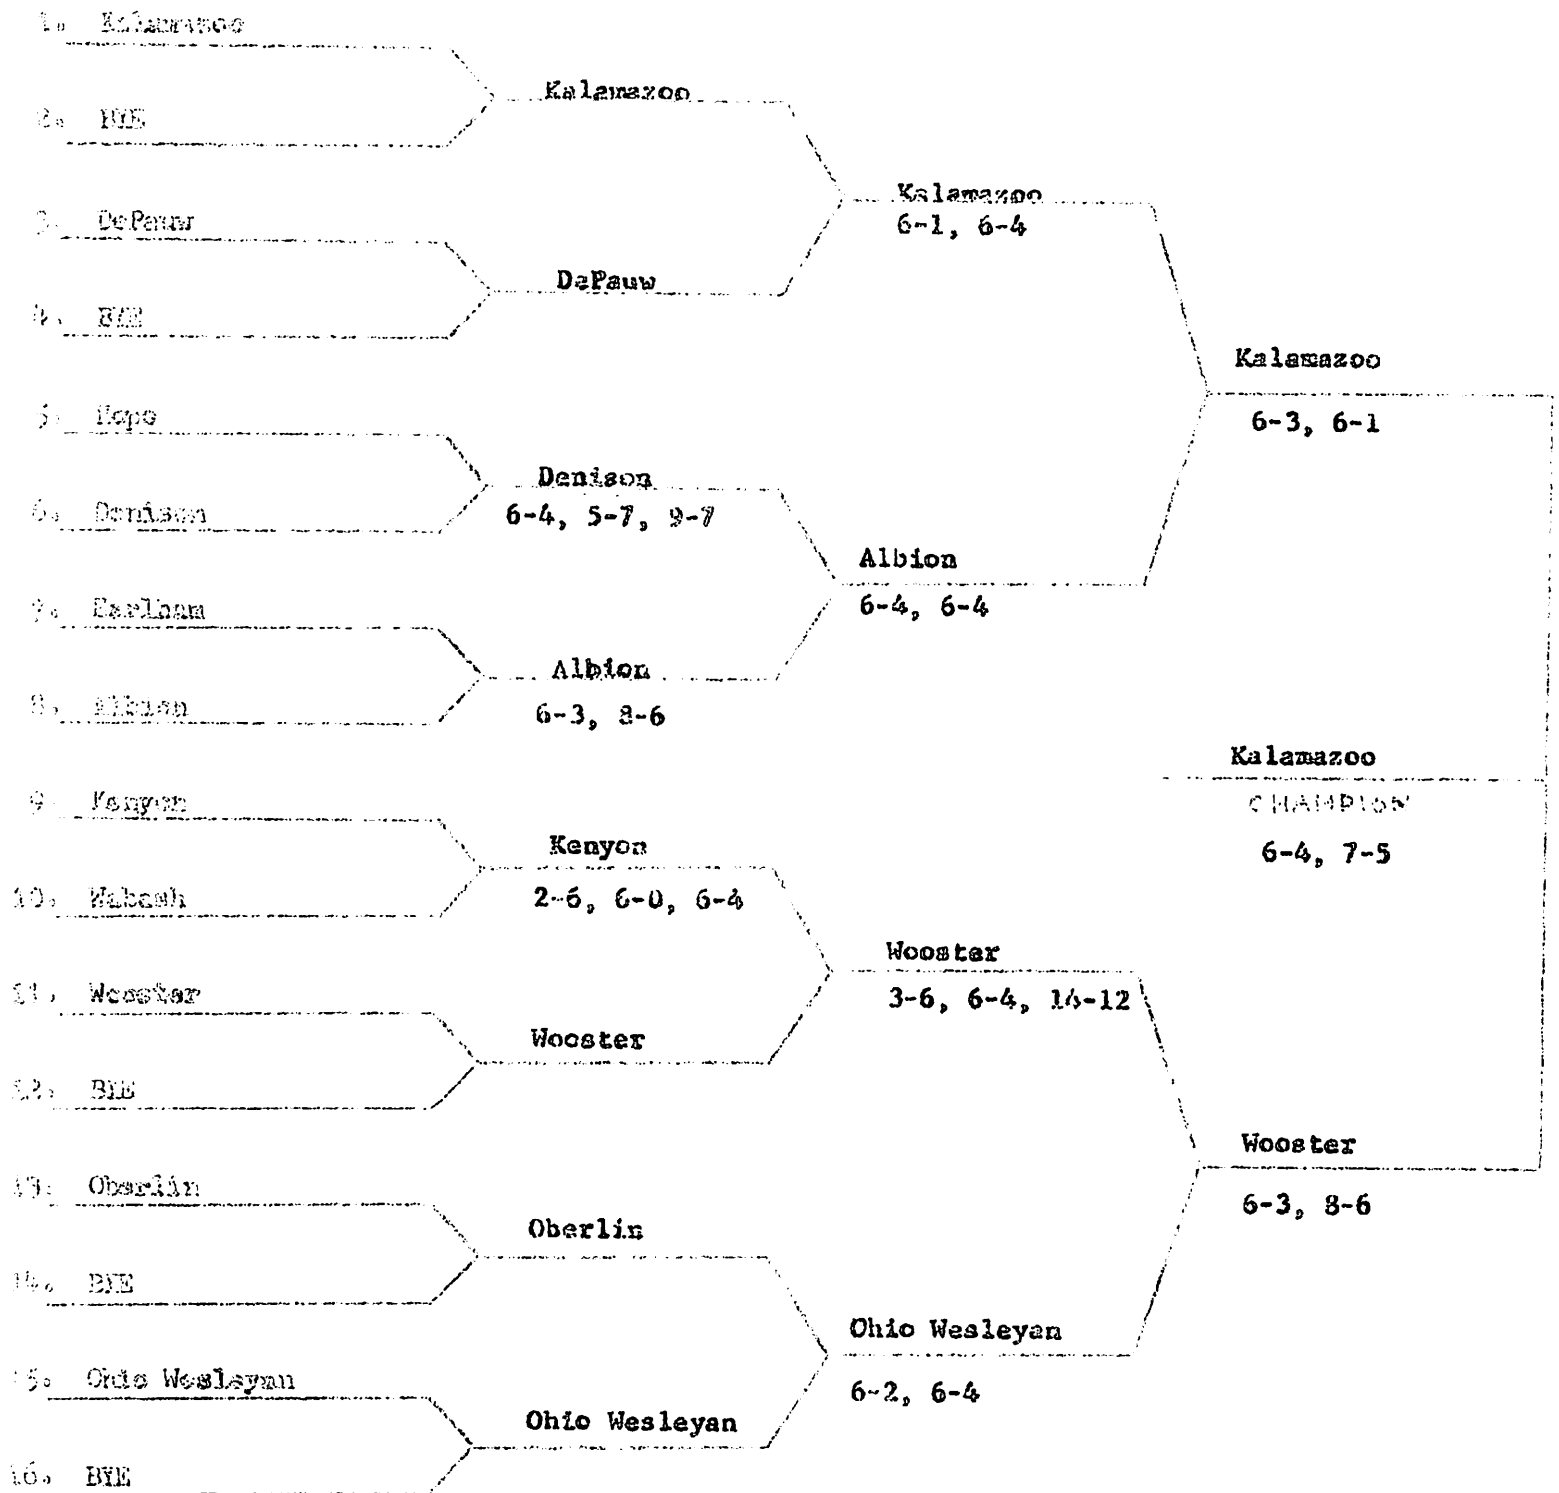 1. Kalamazoo
Kalamazoo
2. BYE
Kalamazoo
6-1, 6-4
3. DePauw
DePauw
4. BYE
Kalamazoo
6-3, 6-1
5. Hope
Denison
6-4, 5-7, 9-7
6. Denison
Albion
6-4, 6-4
7. Earlham
Albion
6-3, 8-6
8. Albion
Kalamazoo
CHAMPION
6-4, 7-5
9. Kenyon
Kenyon
2-6, 6-0, 6-4
10. Wabash
Wooster
3-6, 6-4, 14-12
11. Wooster
Wooster
12. BYE
Wooster
6-3, 8-6
13. Oberlin
Oberlin
14. BYE
Ohio Wesleyan
6-2, 6-4
15. Ohio Wesleyan
Ohio Wesleyan
16. BYE